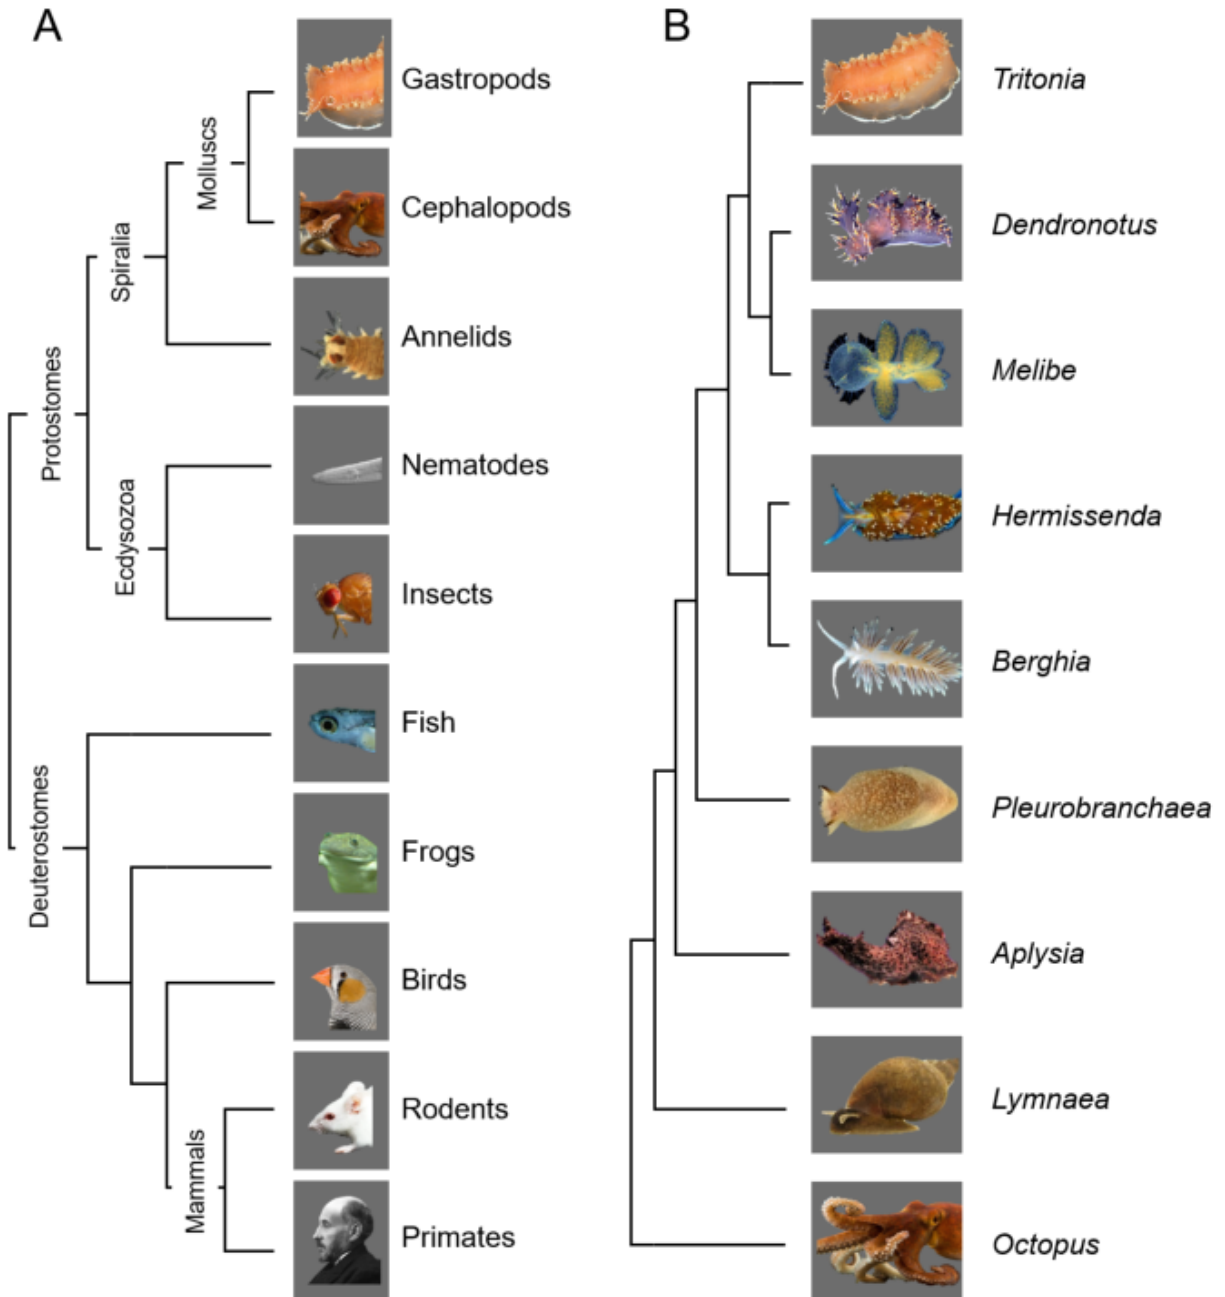 A
Gastropods
Cephalopods
Annelids
Nematodes
Insects
Fish
Frogs
Birds
Rodents
Primates
Molluscs
Spiralia
Protostomes
Ecdysozoa
Deuterostomes
Mammals
B
Tritonia
Dendronotus
Melibe
Hermissenda
Berghia
Pleurobranchaea
Aplysia
Lymnaea
Octopus